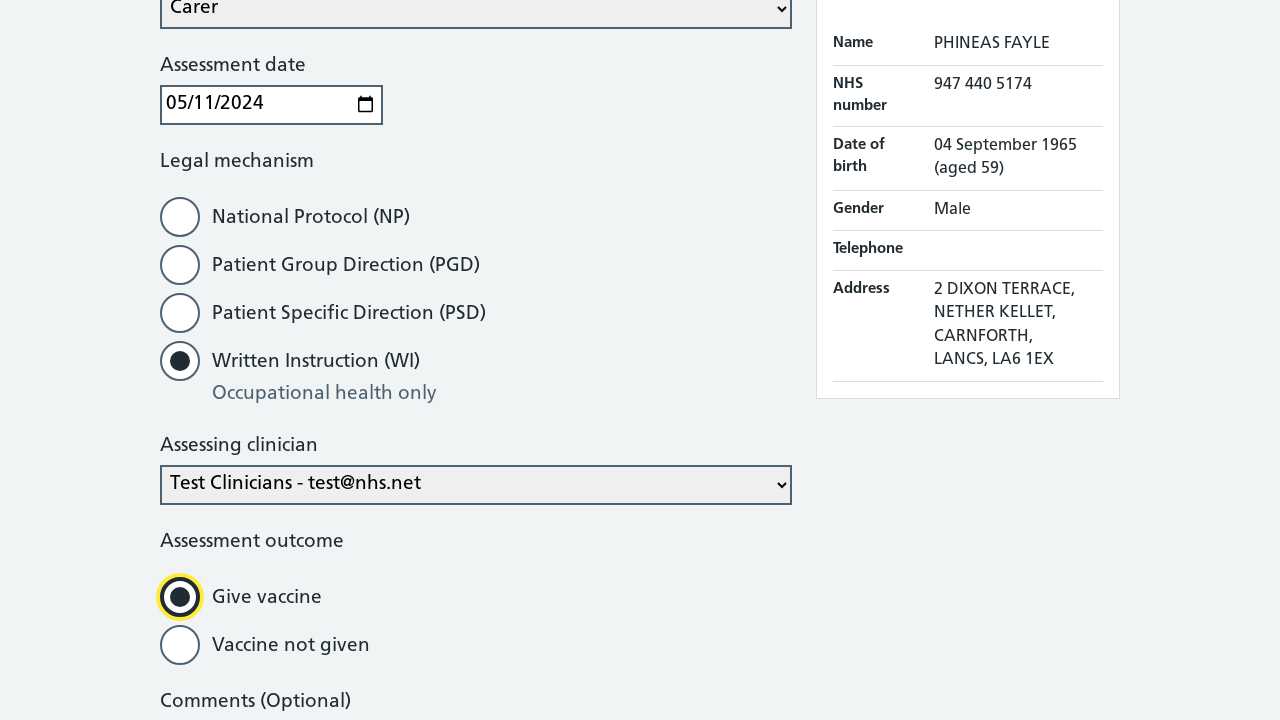 Carer
Assessment date
05/11/2024
Legal mechanism
National Protocol (NP)
Patient Group Direction (PGD)
Patient Specific Direction (PSD)
Written Instruction (WI)
Occupational health only
Assessing clinician
Test Clinicians - test@nhs.net
Assessment outcome
Give vaccine
Vaccine not given
Comments (Optional)
Name PHINEAS FAYLE
NHS number 947 440 5174
Date of birth 04 September 1965
(aged 59)
Gender Male
Telephone
Address 2 DIXON TERRACE,
NETHER KELLET,
CARNFORTH,
LANCS, LA6 1EX